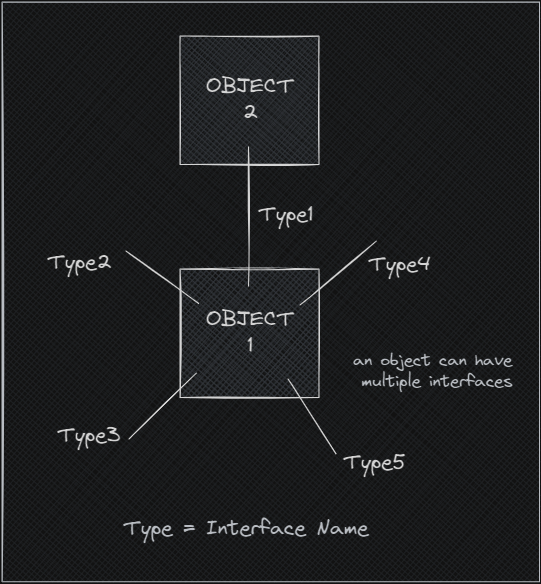 OBJECT
2
Type1
Type2
Type4
OBJECT
1
an object can have
multiple interfaces
Type3
Type5
Type = Interface Name